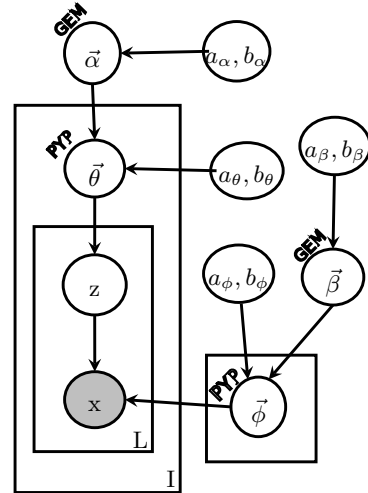 GEM
α⃗
a_α, b_α
PYP
θ⃗
a_θ, b_θ
a_β, b_β
GEM
β⃗
z
a_ϕ, b_ϕ
PYP
ϕ⃗
x
L
I